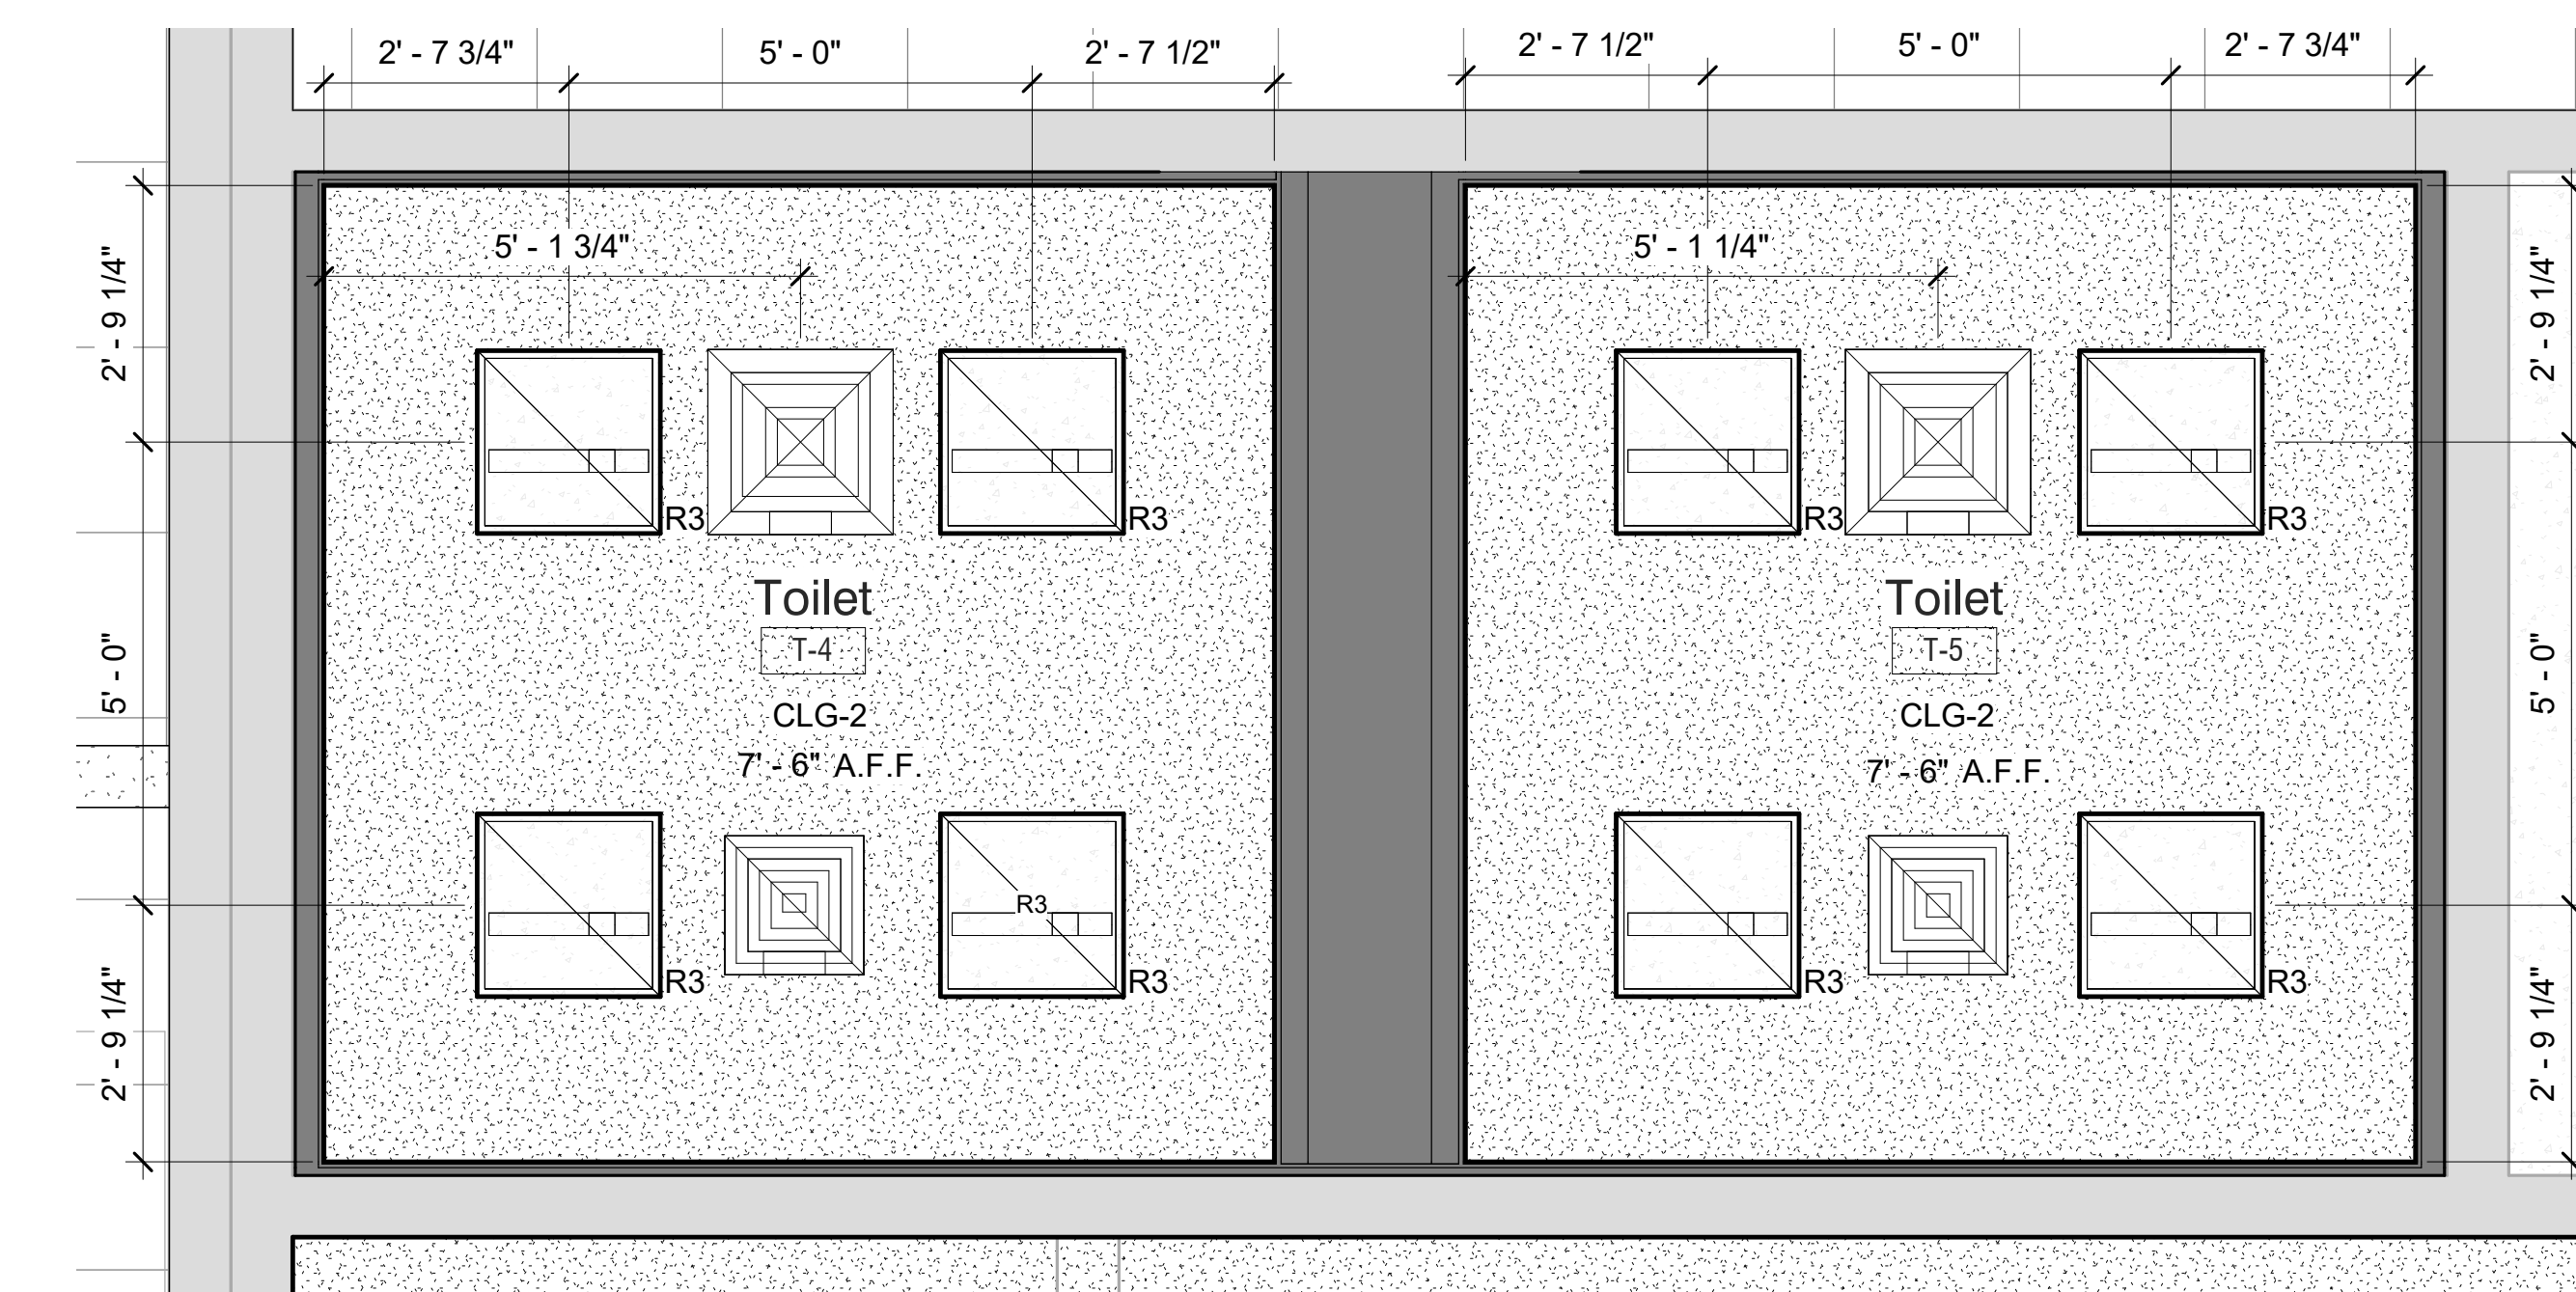 2' - 7 3/4" 5' - 0" 2' - 7 1/2" 2' - 7 1/2" 5' - 0" 2' - 7 3/4"
5' - 1 3/4" 5' - 1 1/4"
2' - 9 1/4" 2' - 9 1/4"
R3 R3 R3 R3
Toilet Toilet
T-4 T-5
5' - 0" 5' - 0"
CLG-2 CLG-2
7' - 6" A.F.F. 7' - 6" A.F.F.
R3
R3 R3 R3 R3
2' - 9 1/4" 2' - 9 1/4"